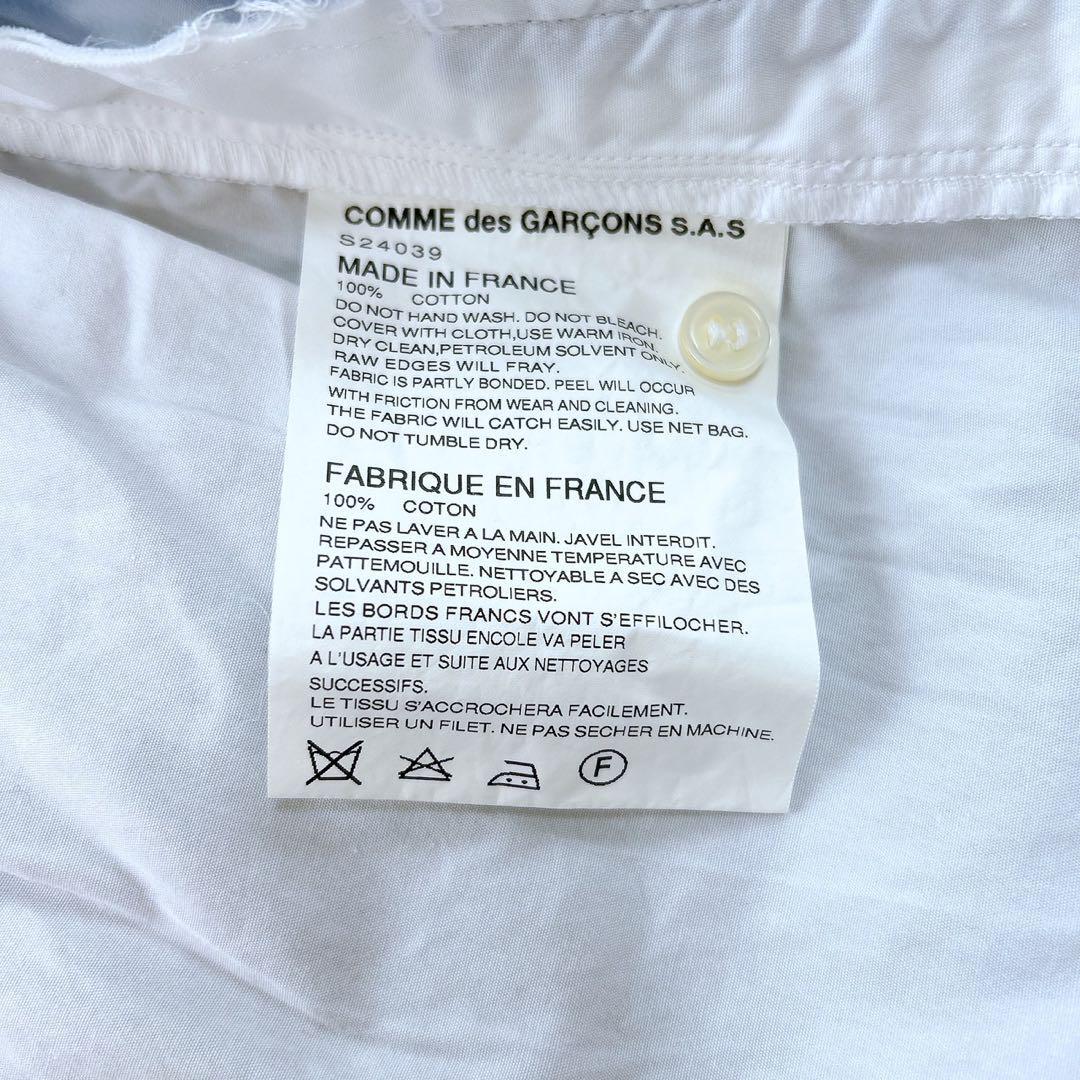 COMME des GARÇONS S.A.S
S24039
MADE IN FRANCE
100% COTTON
DO NOT HAND WASH. DO NOT BLEACH.
COVER WITH CLOTH,USE WARM IRON.
DRY CLEAN,PETROLEUM SOLVENT ONLY.
RAW EDGES WILL FRAY.
FABRIC IS PARTLY BONDED. PEEL WILL OCCUR
WITH FRICTION FROM WEAR AND CLEANING.
THE FABRIC WILL CATCH EASILY. USE NET BAG.
DO NOT TUMBLE DRY.
FABRIQUE EN FRANCE
100% COTON
NE PAS LAVER A LA MAIN. JAVEL INTERDIT.
REPASSER A MOYENNE TEMPERATURE AVEC
PATTEMOUILLE. NETTOYABLE A SEC AVEC DES
SOLVANTS PETROLIERS.
LES BORDS FRANCS VONT S'EFFILOCHER.
LA PARTIE TISSU ENCOLE VA PELER
A L'USAGE ET SUITE AUX NETTOYAGES
SUCCESSIFS.
LE TISSU S'ACCROCHERA FACILEMENT.
UTILISER UN FILET. NE PAS SECHER EN MACHINE.
F